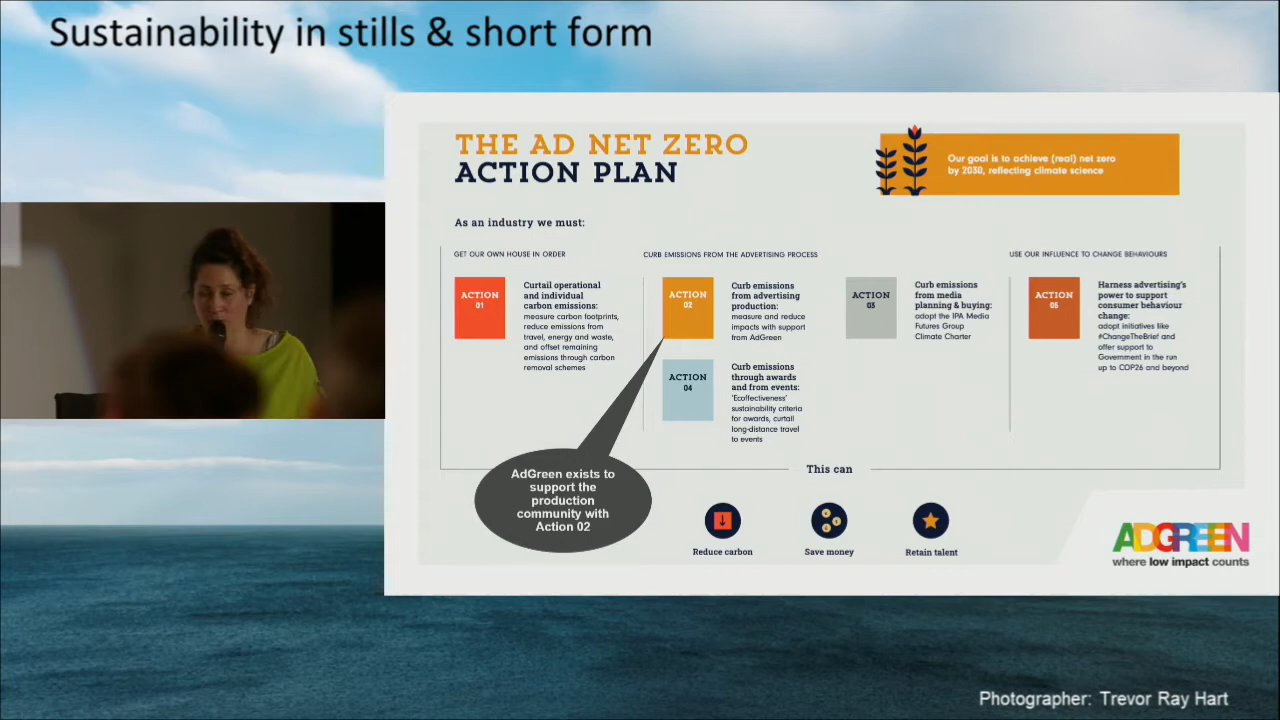 Sustainability in stills & short form
THE AD NET ZERO
ACTION PLAN
Our goal is to achieve (real) net zero
by 2030, reflecting climate science
As an industry we must:
GET OUR OWN HOUSE IN ORDER
CURB EMISSIONS FROM THE ADVERTISING PROCESS
USE OUR INFLUENCE TO CHANGE BEHAVIOURS
ACTION
01
Curtail operational
and individual
carbon emissions:
measure carbon footprints,
reduce emissions from
travel, energy and waste,
and offset remaining
emissions through carbon
removal schemes
ACTION
02
Curb emissions
from advertising
production:
measure and reduce
impacts with support
from AdGreen
ACTION
03
Curb emissions
from media
planning & buying:
adopt the IPA Media
Futures Group
Climate Charter
ACTION
04
Curb emissions
through awards
and from events:
'Ecoffectiveness'
sustainability criteria
for awards, curtail
long-distance travel
to events
ACTION
05
Harness advertising's
power to support
consumer behaviour
change:
adopt initiatives like
#ChangeTheBrief and
offer support to
Government in the run
up to COP26 and beyond
AdGreen exists to
support the
production
community with
Action 02
This can
Reduce carbon
Save money
Retain talent
ADGREEN
where low impact counts
Photographer: Trevor Ray Hart